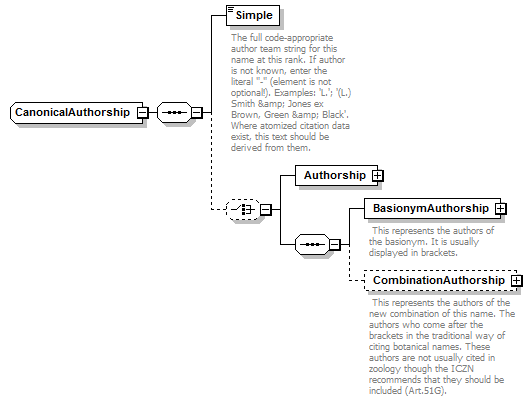 Simple
The full code-appropriate
author team string for this
name at this rank. If author
is not known, enter the
literal "-" (element is not
optional!). Examples: 'L.'; '(L.)
Smith &amp; Jones ex
Brown, Green &amp; Black'.
Where atomized citation data
exist, this text should be
derived from them.
CanonicalAuthorship
Authorship
BasionymAuthorship
This represents the authors of
the basionym. It is usually
displayed in brackets.
CombinationAuthorship
This represents the authors of the
new combination of this name. The
authors who come after the
brackets in the traditional way of
citing botanical names. These
authors are not usually cited in
zoology though the ICZN
recommends that they should be
included (Art.51G).